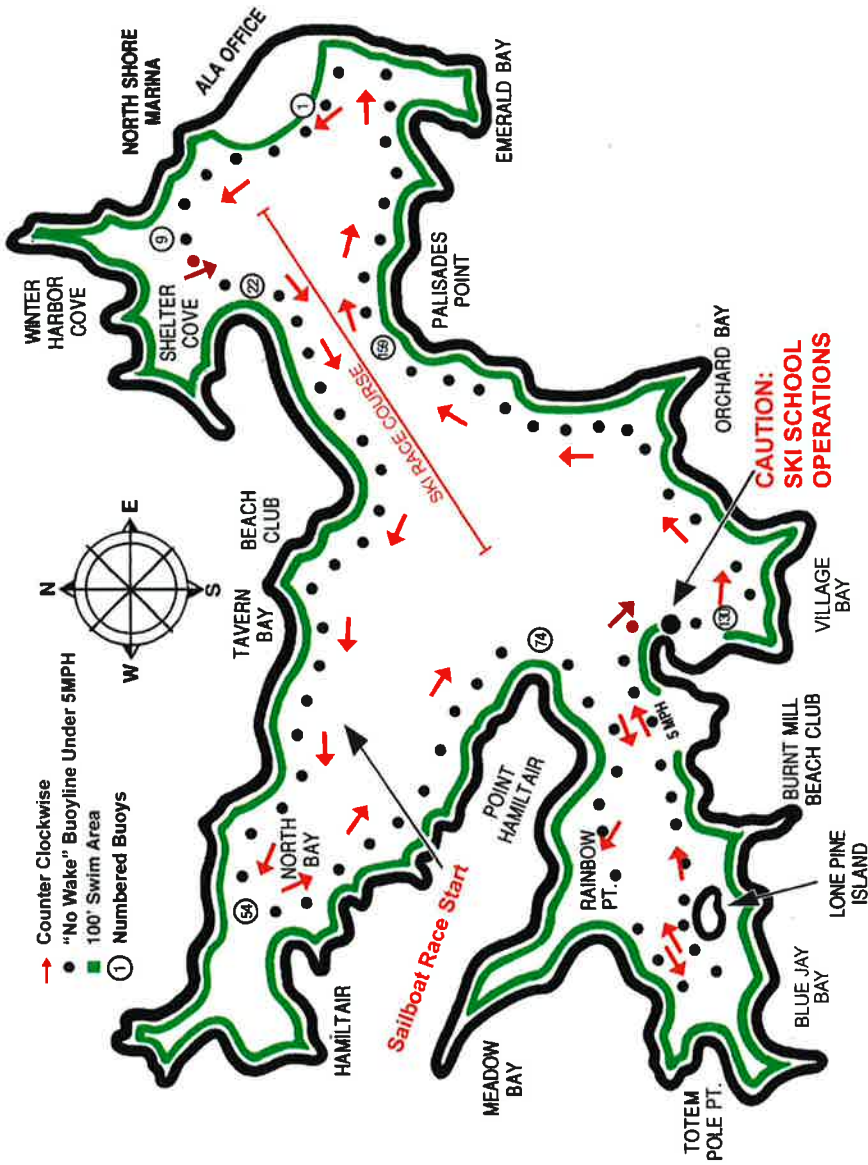 Counter Clockwise
"No Wake" Buoyline Under 5MPH
100' Swim Area
1 Numbered Buoys
N
E
S
W
WINTER
HARBOR
COVE
NORTH SHORE
MARINA
ALA OFFICE
9
SHELTER
COVE
22
1
EMERALD BAY
PALISADES
POINT
159
SKI RACE COURSE
BEACH
CLUB
TAVERN
BAY
NORTH
BAY
54
HAMILTAIR
Sailboat Race Start
POINT
HAMILTAIR
74
ORCHARD BAY
CAUTION:
SKI SCHOOL
OPERATIONS
130
VILLAGE
BAY
5 MPH
BURNT MILL
BEACH CLUB
RAINBOW
PT.
LONE PINE
ISLAND
BLUE JAY
BAY
MEADOW
BAY
TOTEM
POLE PT.